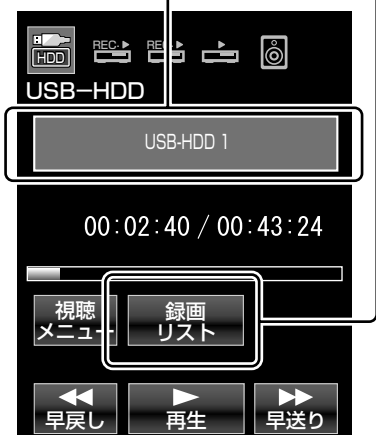 HDD REC REC
USB-HDD
USB-HDD 1
00:02:40 / 00:43:24
視聴
メニュー
録画
リスト
早戻し 再生 早送り